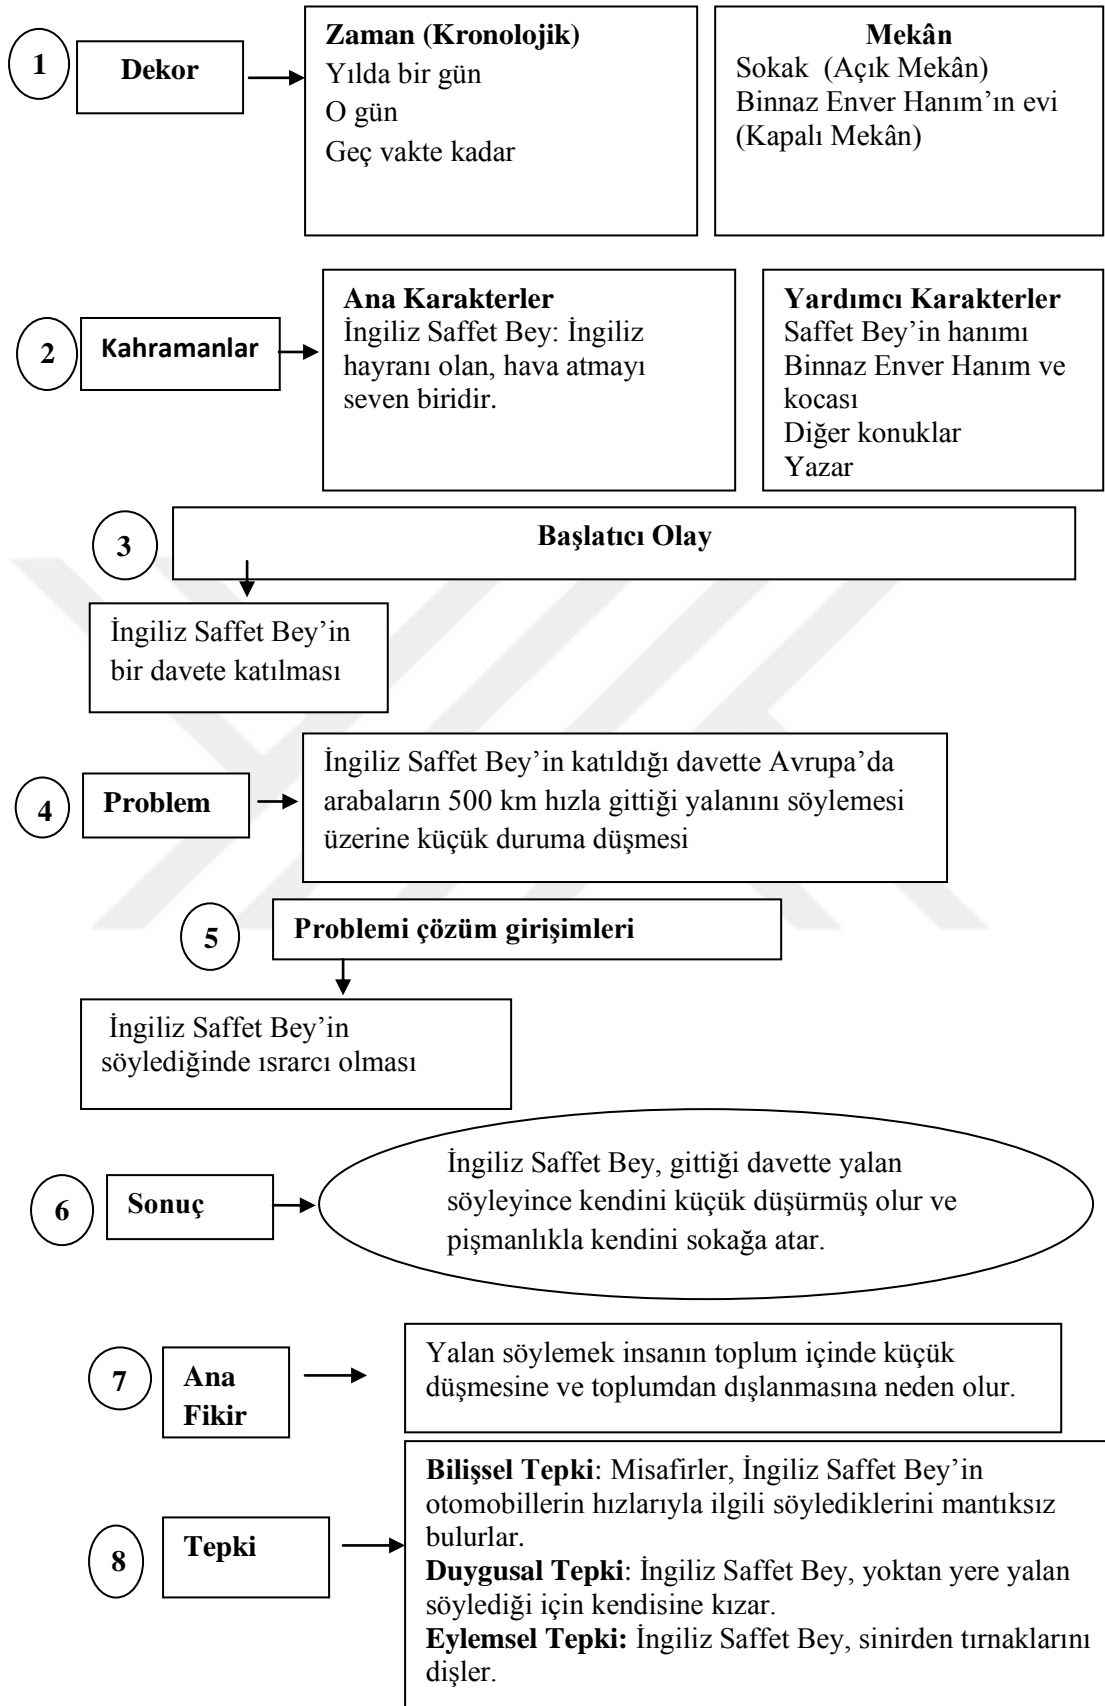 1
Dekor
Zaman (Kronolojik)
Yılda bir gün
O gün
Geç vakte kadar
Mekân
Sokak (Açık Mekân)
Binnaz Enver Hanım’ın evi
(Kapalı Mekân)
2
Kahramanlar
Ana Karakterler
İngiliz Saffet Bey: İngiliz
hayranı olan, hava atmayı
seven biridir.
Yardımcı Karakterler
Saffet Bey’in hanımı
Binnaz Enver Hanım ve
kocası
Diğer konuklar
Yazar
3
Başlatıcı Olay
İngiliz Saffet Bey’in
bir davete katılması
4
Problem
İngiliz Saffet Bey’in katıldığı davette Avrupa’da
arabaların 500 km hızla gittiği yalanını söylemesi
üzerine küçük duruma düşmesi
5
Problemi çözüm girişimleri
İngiliz Saffet Bey’in
söylediğinde ısrarcı olması
6
Sonuç
İngiliz Saffet Bey, gittiği davette yalan
söyleyince kendini küçük düşürmüş olur ve
pişmanlıkla kendini sokağa atar.
7
Ana
Fikir
Yalan söylemek insanın toplum içinde küçük
düşmesine ve toplumdan dışlanmasına neden olur.
8
Tepki
Bilişsel Tepki: Misafirler, İngiliz Saffet Bey’in
otomobillerin hızlarıyla ilgili söylediklerini mantıksız
bulurlar.
Duygusal Tepki: İngiliz Saffet Bey, yoktan yere yalan
söylediği için kendisine kızar.
Eylemsel Tepki: İngiliz Saffet Bey, sinirden tırnaklarını
dişler.